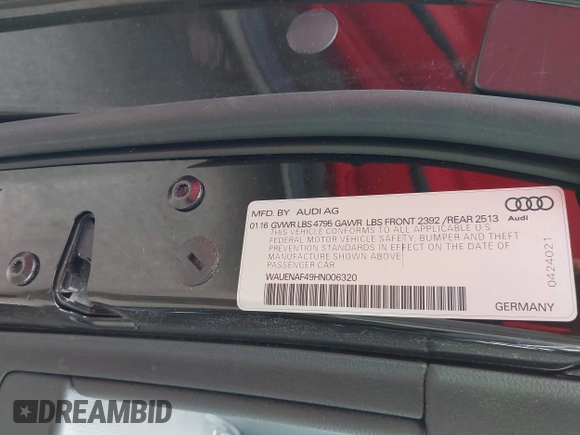 MFD. BY AUDI AG
01 16 GVWR LBS 4795 GAWR LBS FRONT 2392 / REAR 2513
THIS VEHICLE CONFORMS TO ALL APPLICABLE U.S
FEDERAL MOTOR VEHICLE SAFETY, BUMPER AND THEFT
PREVENTION STANDARDS IN EFFECT ON THE DATE OF
MANUFACTURE SHOWN ABOVE
PASSENGER CAR
WAUENAF49HN006320
Audi
0424021
GERMANY
DREAMBID